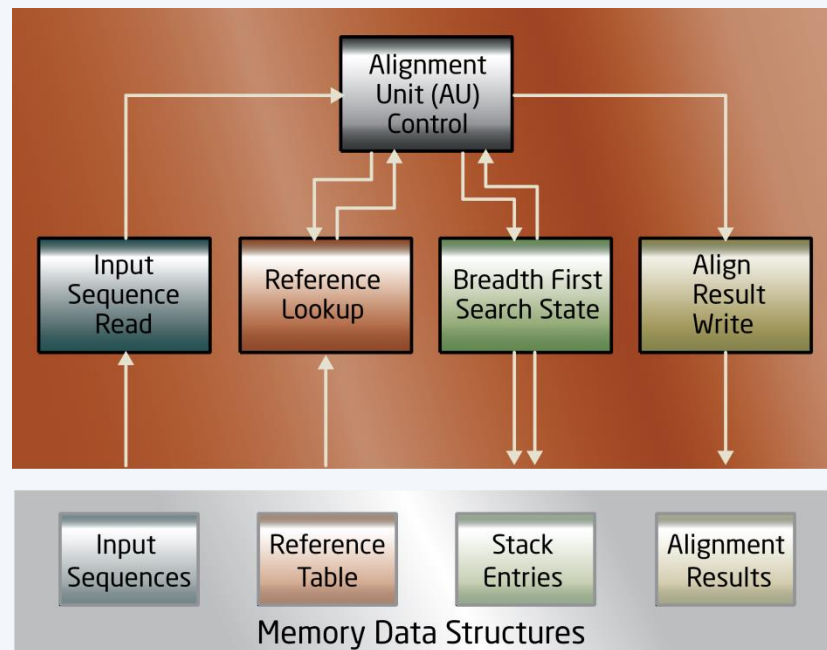 Alignment
Unit (AU)
Control
Input
Sequence
Read
Reference
Lookup
Breadth First
Search State
Align
Result
Write
Input
Sequences
Reference
Table
Stack
Entries
Alignment
Results
Memory Data Structures